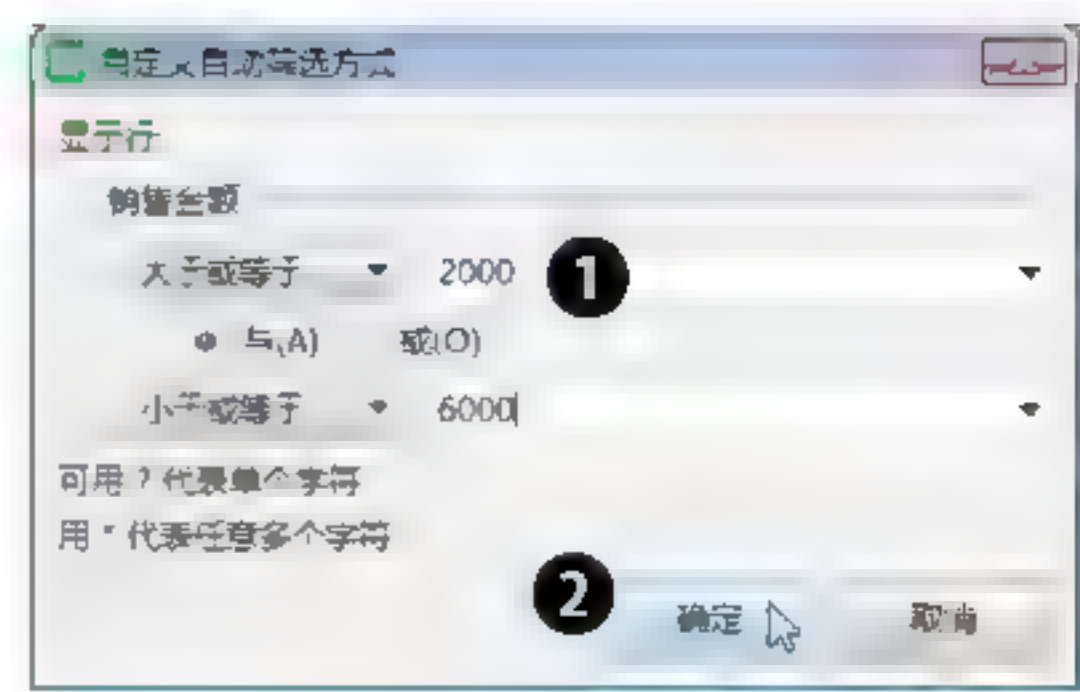 自定义自动筛选方式
显示行
销售金额
大于或等于 2000 1
与(A) 或(O)
小于或等于 6000
可用 ? 代表单个字符
用 * 代表任意多个字符
2 确定 取消